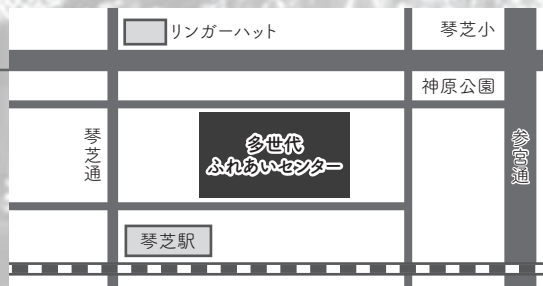 リンガーハット
琴芝小
神原公園
琴芝通
多世代
ふれあいセンター
参宮通
琴芝駅